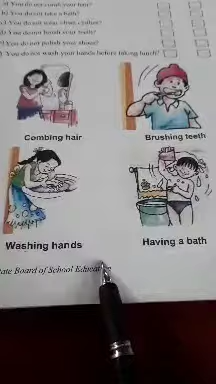 a) You do not comb your hair?
b) You do not take a bath?
c) You do not wear clean clothes?
d) You do not brush your teeth?
e) You do not polish your shoes?
f) You do not wash your hands before taking lunch?
Combing hair
Brushing teeth
Washing hands
Having a bath
ate Board of School Educat